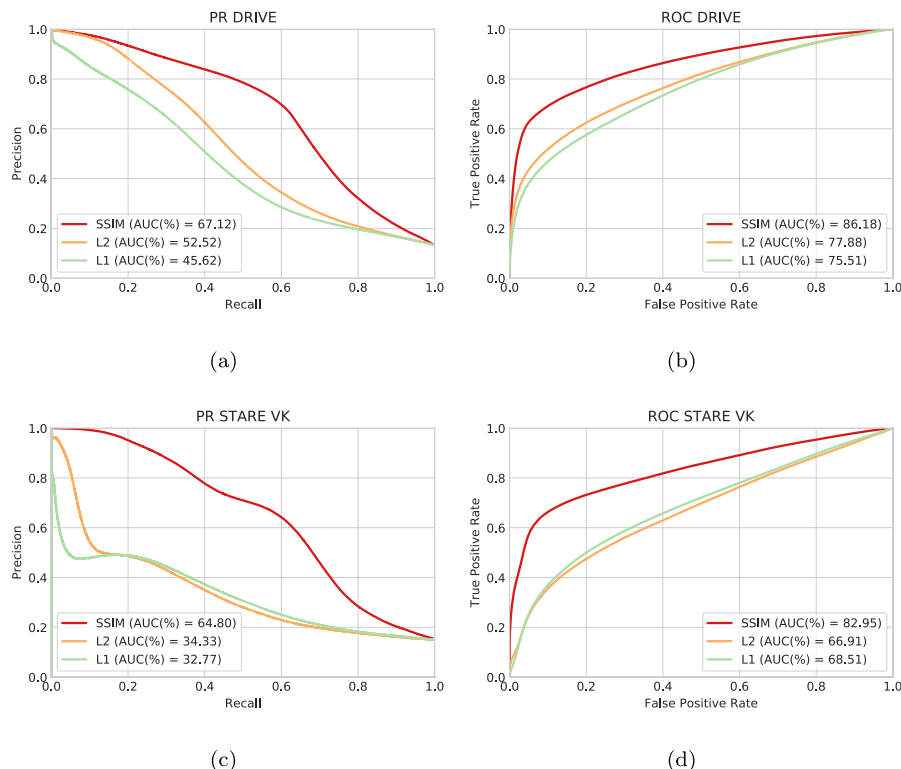 PR DRIVE
1.0
0.8
0.6
0.4
0.2
0.0
Precision
SSIM (AUC(%) = 67.12)
L2 (AUC(%) = 52.52)
L1 (AUC(%) = 45.62)
0.0 0.2 0.4 0.6 0.8 1.0
Recall
(a)
ROC DRIVE
1.0
0.8
0.6
0.4
0.2
0.0
True Positive Rate
SSIM (AUC(%) = 86.18)
L2 (AUC(%) = 77.88)
L1 (AUC(%) = 75.51)
0.0 0.2 0.4 0.6 0.8 1.0
False Positive Rate
(b)
PR STARE VK
1.0
0.8
0.6
0.4
0.2
0.0
Precision
SSIM (AUC(%) = 64.80)
L2 (AUC(%) = 34.33)
L1 (AUC(%) = 32.77)
0.0 0.2 0.4 0.6 0.8 1.0
Recall
(c)
ROC STARE VK
1.0
0.8
0.6
0.4
0.2
0.0
True Positive Rate
SSIM (AUC(%) = 82.95)
L2 (AUC(%) = 66.91)
L1 (AUC(%) = 68.51)
0.0 0.2 0.4 0.6 0.8 1.0
False Positive Rate
(d)